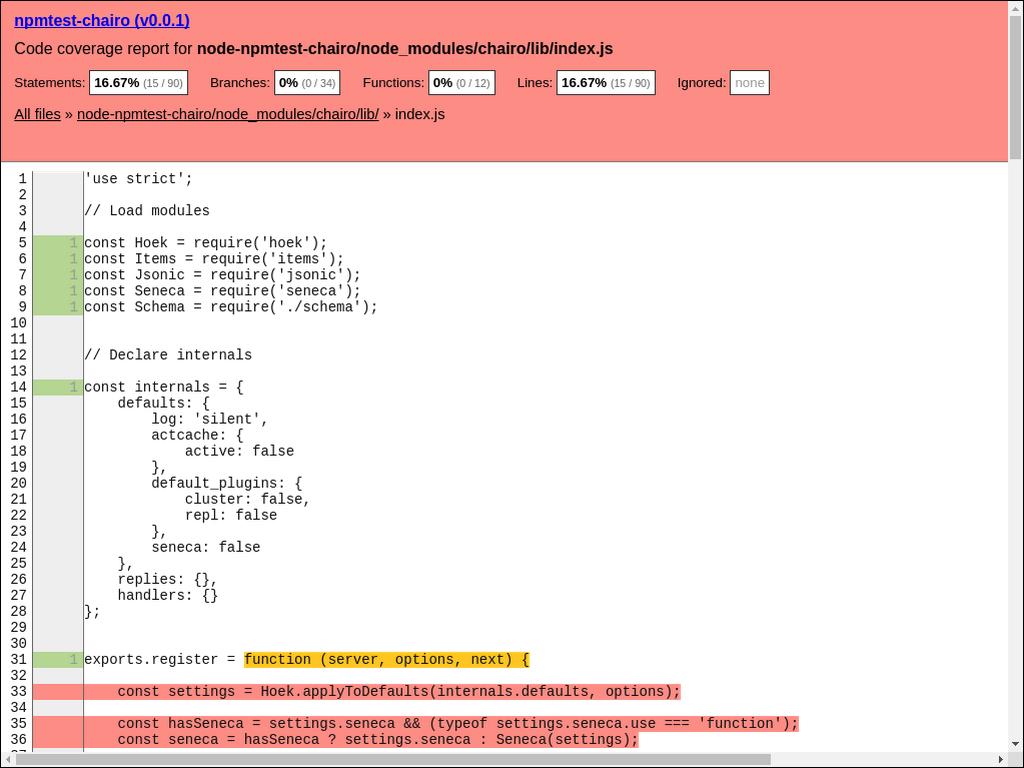 npmtest-chairo (v0.0.1)
Code coverage report for node-npmtest-chairo/node_modules/chairo/lib/index.js
Statements: 16.67% (15 / 90) Branches: 0% (0 / 34) Functions: 0% (0 / 12) Lines: 16.67% (15 / 90) Ignored: none
All files » node-npmtest-chairo/node_modules/chairo/lib/ » index.js
1 'use strict';
2
3 // Load modules
4
5 1 const Hoek = require('hoek');
6 1 const Items = require('items');
7 1 const Jsonic = require('jsonic');
8 1 const Seneca = require('seneca');
9 1 const Schema = require('./schema');
10
11
12 // Declare internals
13
14 1 const internals = {
15     defaults: {
16         log: 'silent',
17         actcache: {
18             active: false
19         },
20         default_plugins: {
21             cluster: false,
22             repl: false
23         },
24         seneca: false
25     },
26     replies: {},
27     handlers: {}
28 };
29
30
31 1 exports.register = function (server, options, next) {
32
33     const settings = Hoek.applyToDefaults(internals.defaults, options);
34
35     const hasSeneca = settings.seneca && (typeof settings.seneca.use === 'function');
36     const seneca = hasSeneca ? settings.seneca : Seneca(settings);